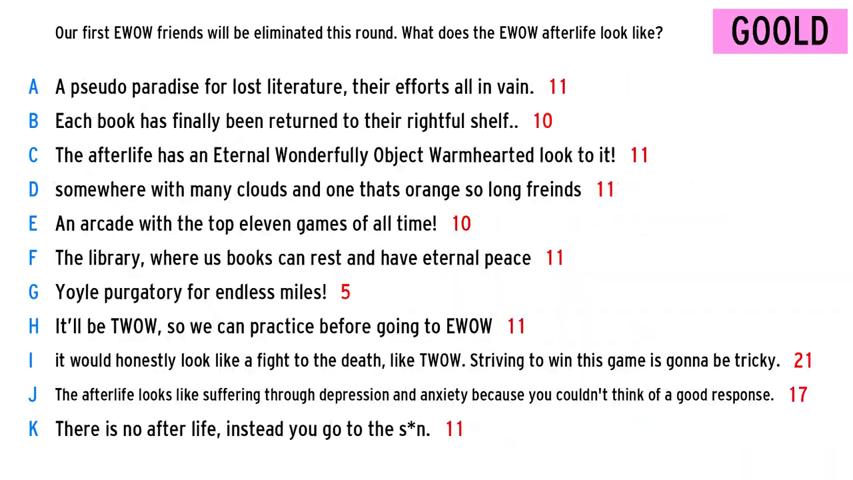 Our first EWOW friends will be eliminated this round. What does the EWOW afterlife look like?
GOOLD
A A pseudo paradise for lost literature, their efforts all in vain. 11
B Each book has finally been returned to their rightful shelf.. 10
C The afterlife has an Eternal Wonderfully Object Warmhearted look to it! 11
D somewhere with many clouds and one thats orange so long freinds 11
E An arcade with the top eleven games of all time! 10
F The library, where us books can rest and have eternal peace 11
G Yoyle purgatory for endless miles! 5
H It'll be TWOW, so we can practice before going to EWOW 11
I it would honestly look like a fight to the death, like TWOW. Striving to win this game is gonna be tricky. 21
J The afterlife looks like suffering through depression and anxiety because you couldn't think of a good response. 17
K There is no after life, instead you go to the s*n. 11